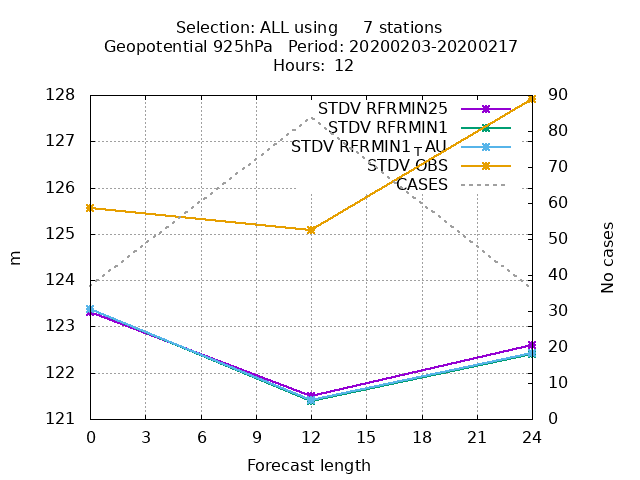 Selection: ALL using     7 stations
Geopotential 925hPa   Period: 20200203-20200217
Hours:  12
STDV RFRMIN25
STDV RFRMIN1
STDV RFRMIN1TAU
STDV OBS
CASES
128
127
126
125
124
123
122
121
m
90
80
70
60
50
40
30
20
10
0
No cases
0 3 6 9 12 15 18 21 24
Forecast length